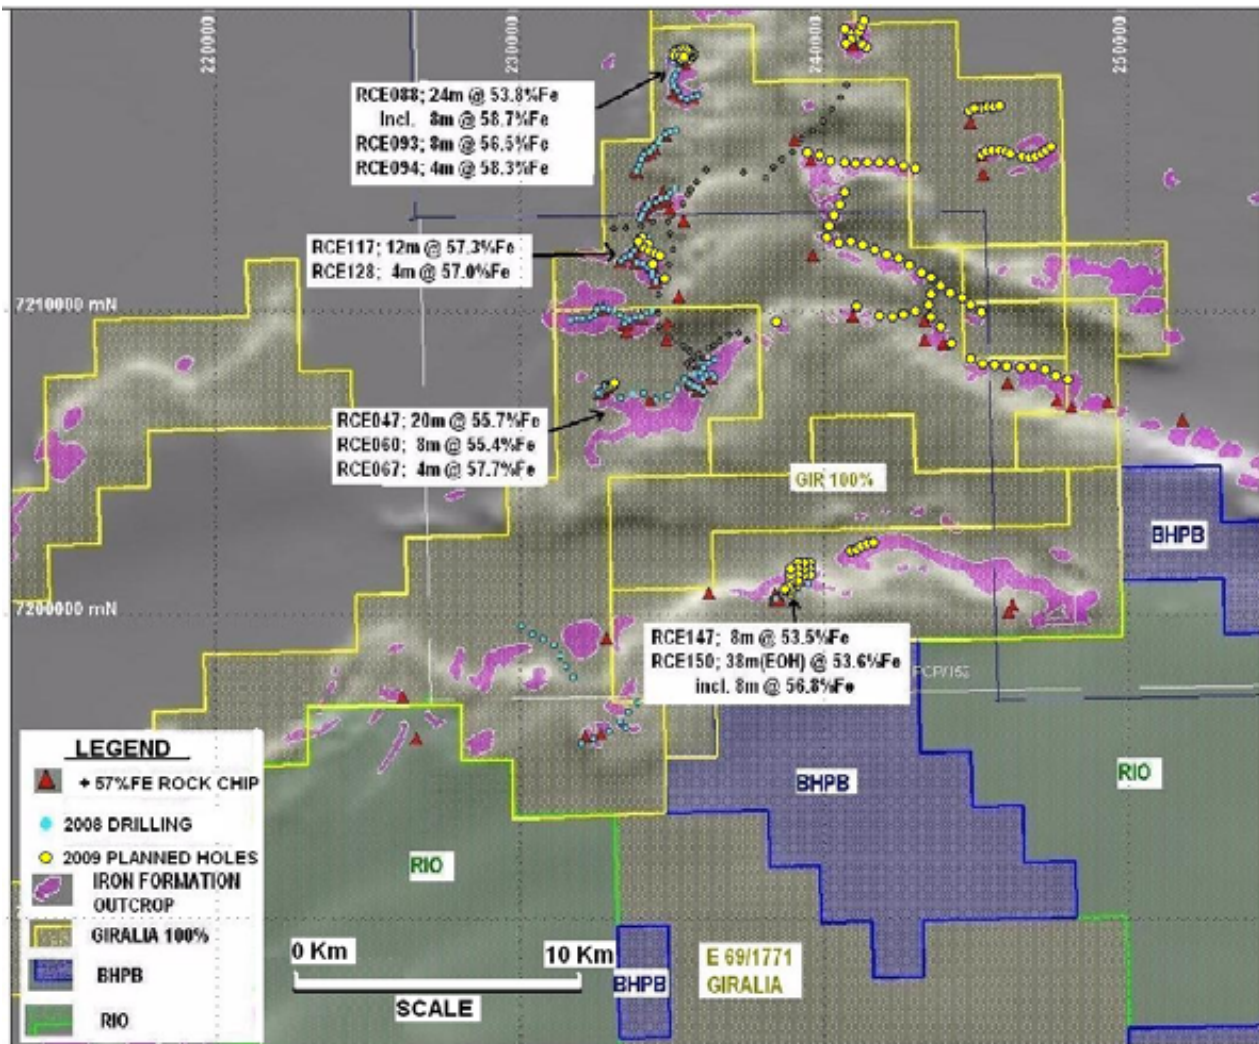 220000
230000
240000
250000
RCE088; 24m @ 53.8%Fe
Incl. 8m @ 58.7%Fe
RCE093; 8m @ 56.5%Fe
RCE094; 4m @ 58.3%Fe
RCE117; 12m @ 57.3%Fe
RCE128; 4m @ 57.0%Fe
7210000 mN
RCE047; 20m @ 55.7%Fe
RCE060; 8m @ 55.4%Fe
RCE067; 4m @ 57.7%Fe
GIR 100%
BHPB
7200000 mN
RCE147; 8m @ 53.5%Fe
RCE150; 38m(EOH) @ 53.6%Fe
incl. 8m @ 56.8%Fe
BHPB
RIO
RIO
E 69/1771
GIRALIA
BHPB
LEGEND
+ 57%FE ROCK CHIP
2008 DRILLING
2009 PLANNED HOLES
IRON FORMATION
OUTCROP
GIRALIA 100%
BHPB
RIO
0 Km 10 Km
SCALE